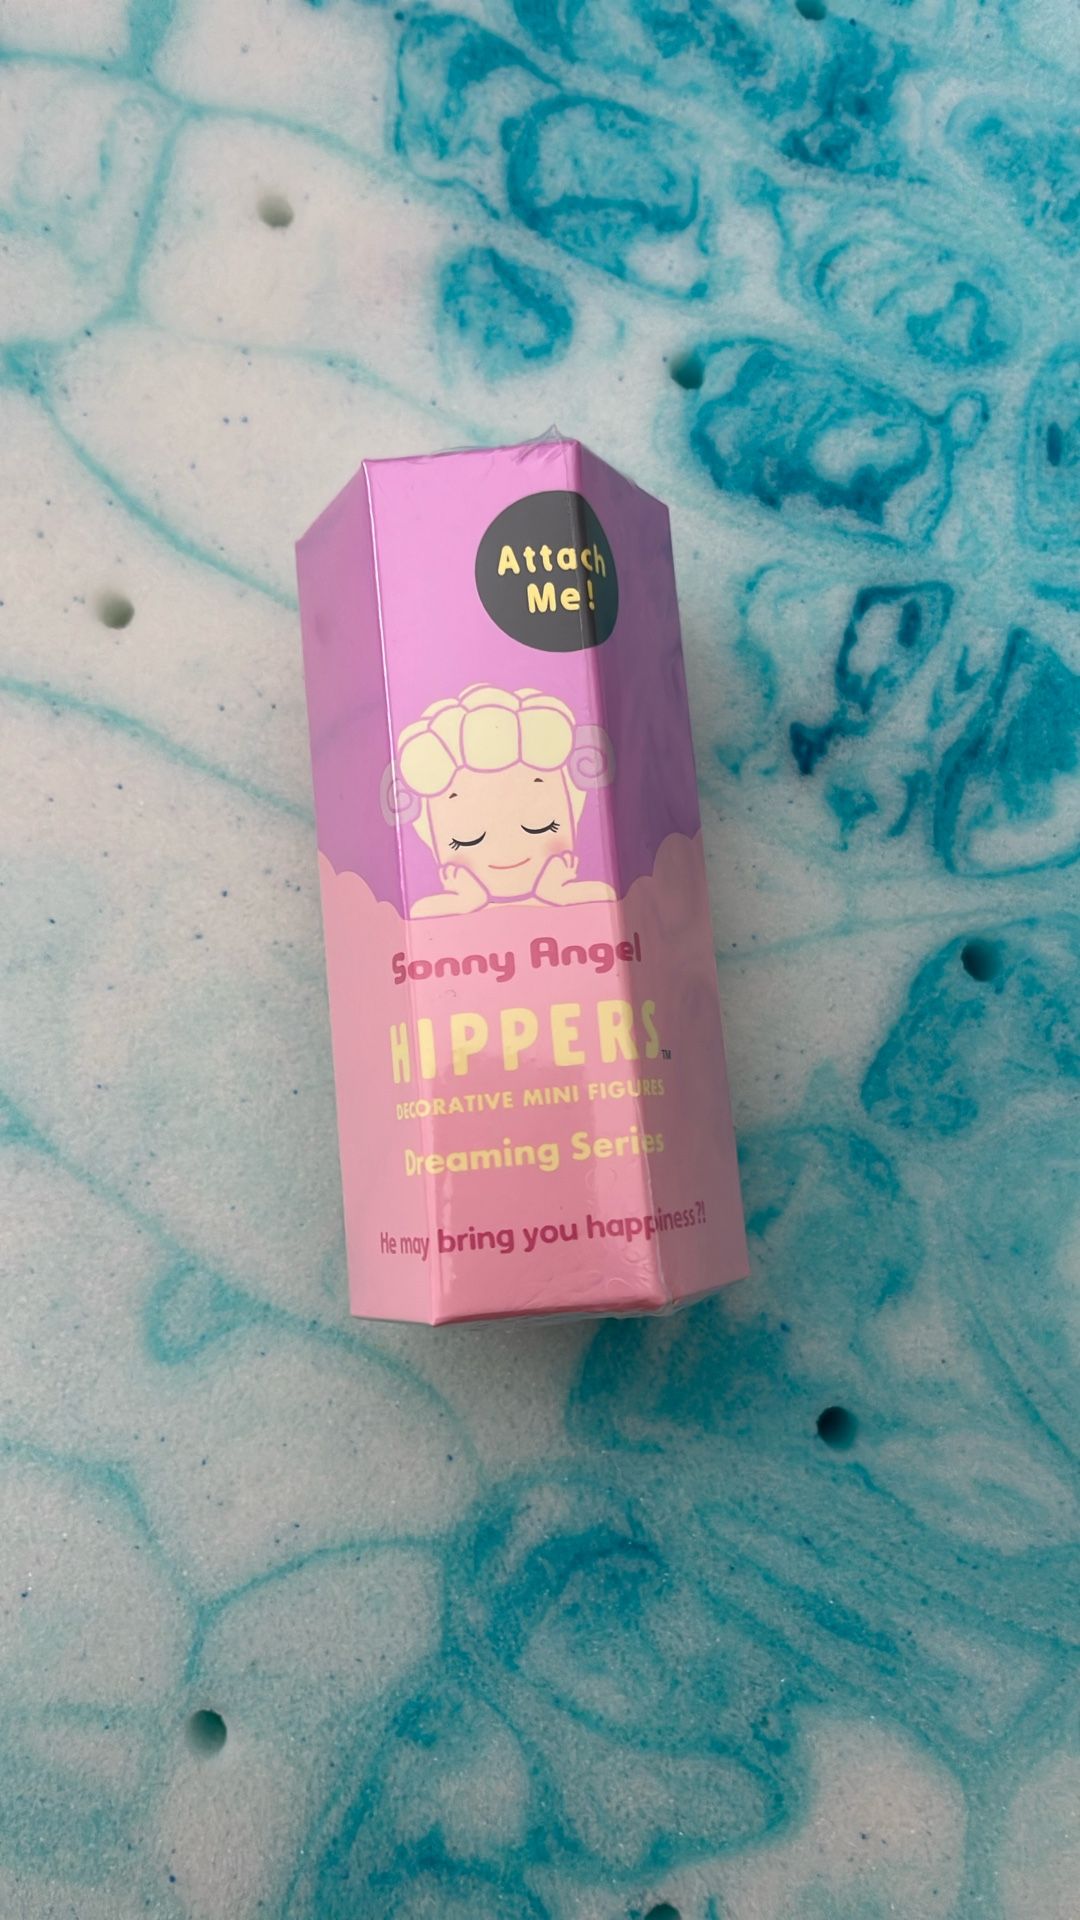 Attach
Me!
Sonny Angel
HIPPERS™
DECORATIVE MINI FIGURES
Dreaming Series
He may bring you happiness?!